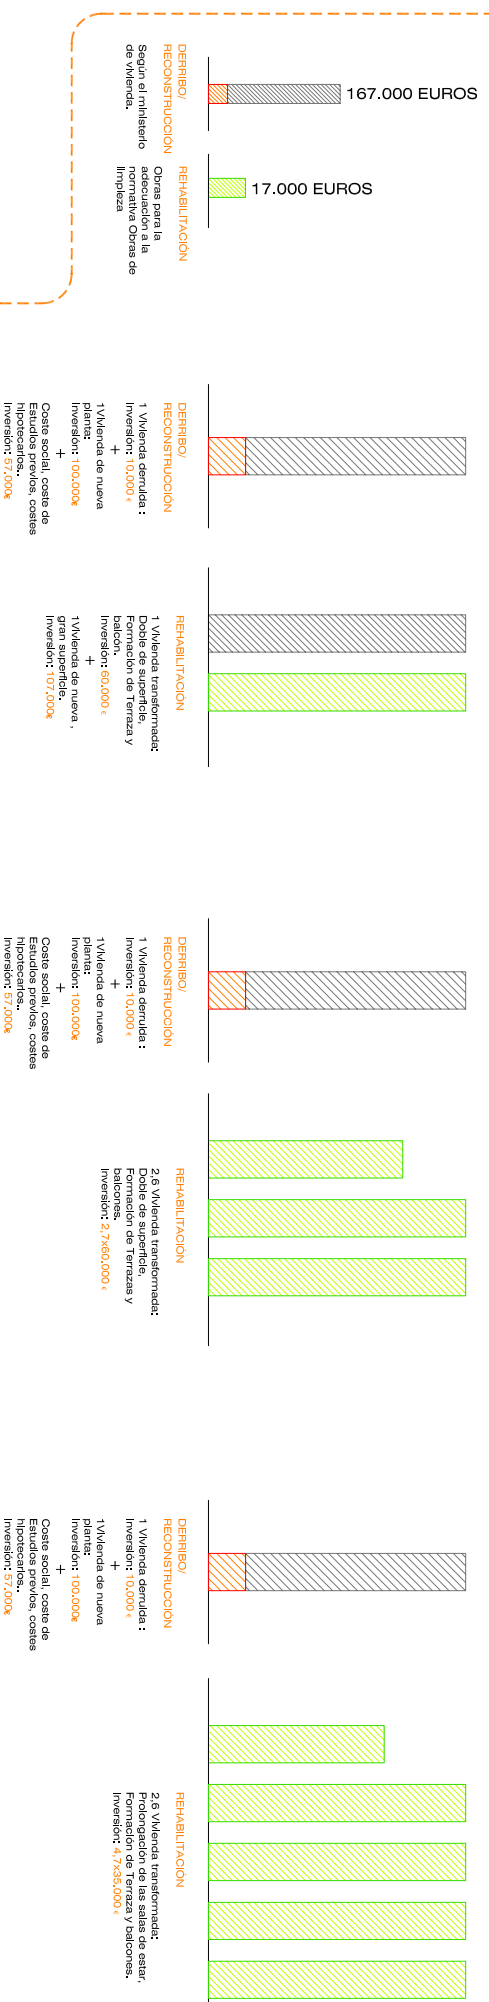 167.000 EUROS
DERRIBO/
RECONSTRUCCIÓN
Según el ministerio
de vivienda.
17.000 EUROS
REHABILITACIÓN
Obras para la
adecuación a la
normativa Obras de
limpieza
DERRIBO/
RECONSTRUCCIÓN
1 Vivienda derruida :
Inversión: 10.000 €
+
1Vivienda de nueva
planta:
Inversión: 100.000€
+
Coste social, coste de
Estudios previos, costes
hipotecarios..
Inversión: 57.000€
REHABILITACIÓN
1 Vivienda transformada:
Doble de superficie,
Formación de Terraza y
balcón.
Inversión: 60.000 €
+
1Vivienda de nueva ,
gran superficie.
Inversión: 107.000€
DERRIBO/
RECONSTRUCCIÓN
1 Vivienda derruida :
Inversión: 10.000 €
+
1Vivienda de nueva
planta:
Inversión: 100.000€
+
Coste social, coste de
Estudios previos, costes
hipotecarios..
Inversión: 57.000€
REHABILITACIÓN
2,6 Vivienda transformada:
Doble de superficie,
Formación de Terrazas y
balcones.
Inversión: 2,7x60.000 €
DERRIBO/
RECONSTRUCCIÓN
1 Vivienda derruida :
Inversión: 10.000 €
+
1Vivienda de nueva
planta:
Inversión: 100.000€
+
Coste social, coste de
Estudios previos, costes
hipotecarios..
Inversión: 57.000€
REHABILITACIÓN
2,6 Vivienda transformada:
Prolongación de las salas de estar,
Formación de Terraza y balcones.
Inversión: 4,7x35.000 €